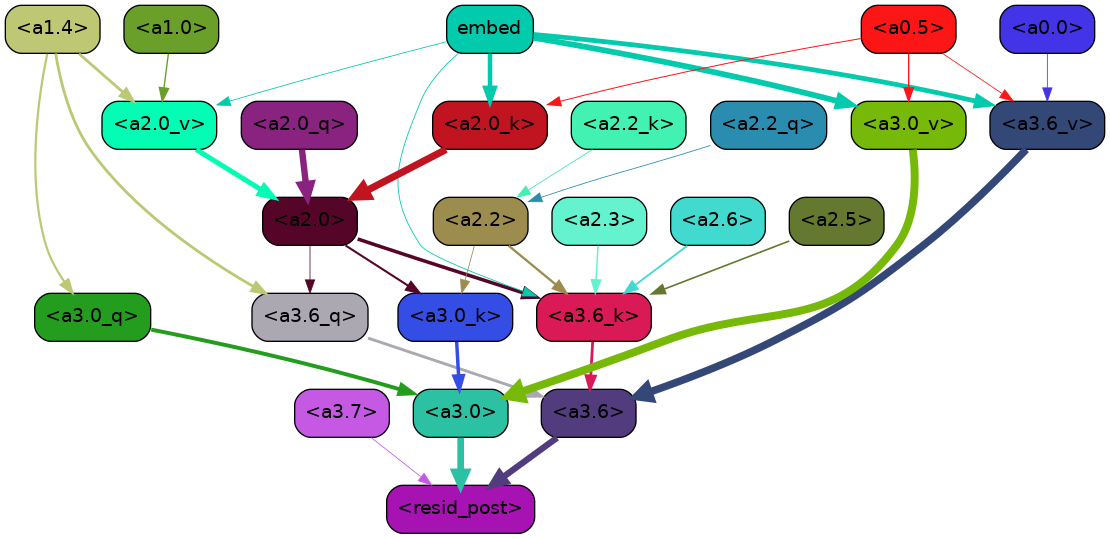 <a1.4> <a1.0> embed <a0.5> <a0.0>
<a2.0_v> <a2.0_q> <a2.0_k> <a2.2_k> <a2.2_q> <a3.0_v> <a3.6_v>
<a2.0> <a2.2> <a2.3> <a2.6> <a2.5>
<a3.0_q> <a3.6_q> <a3.0_k> <a3.6_k>
<a3.7> <a3.0> <a3.6>
<resid_post>